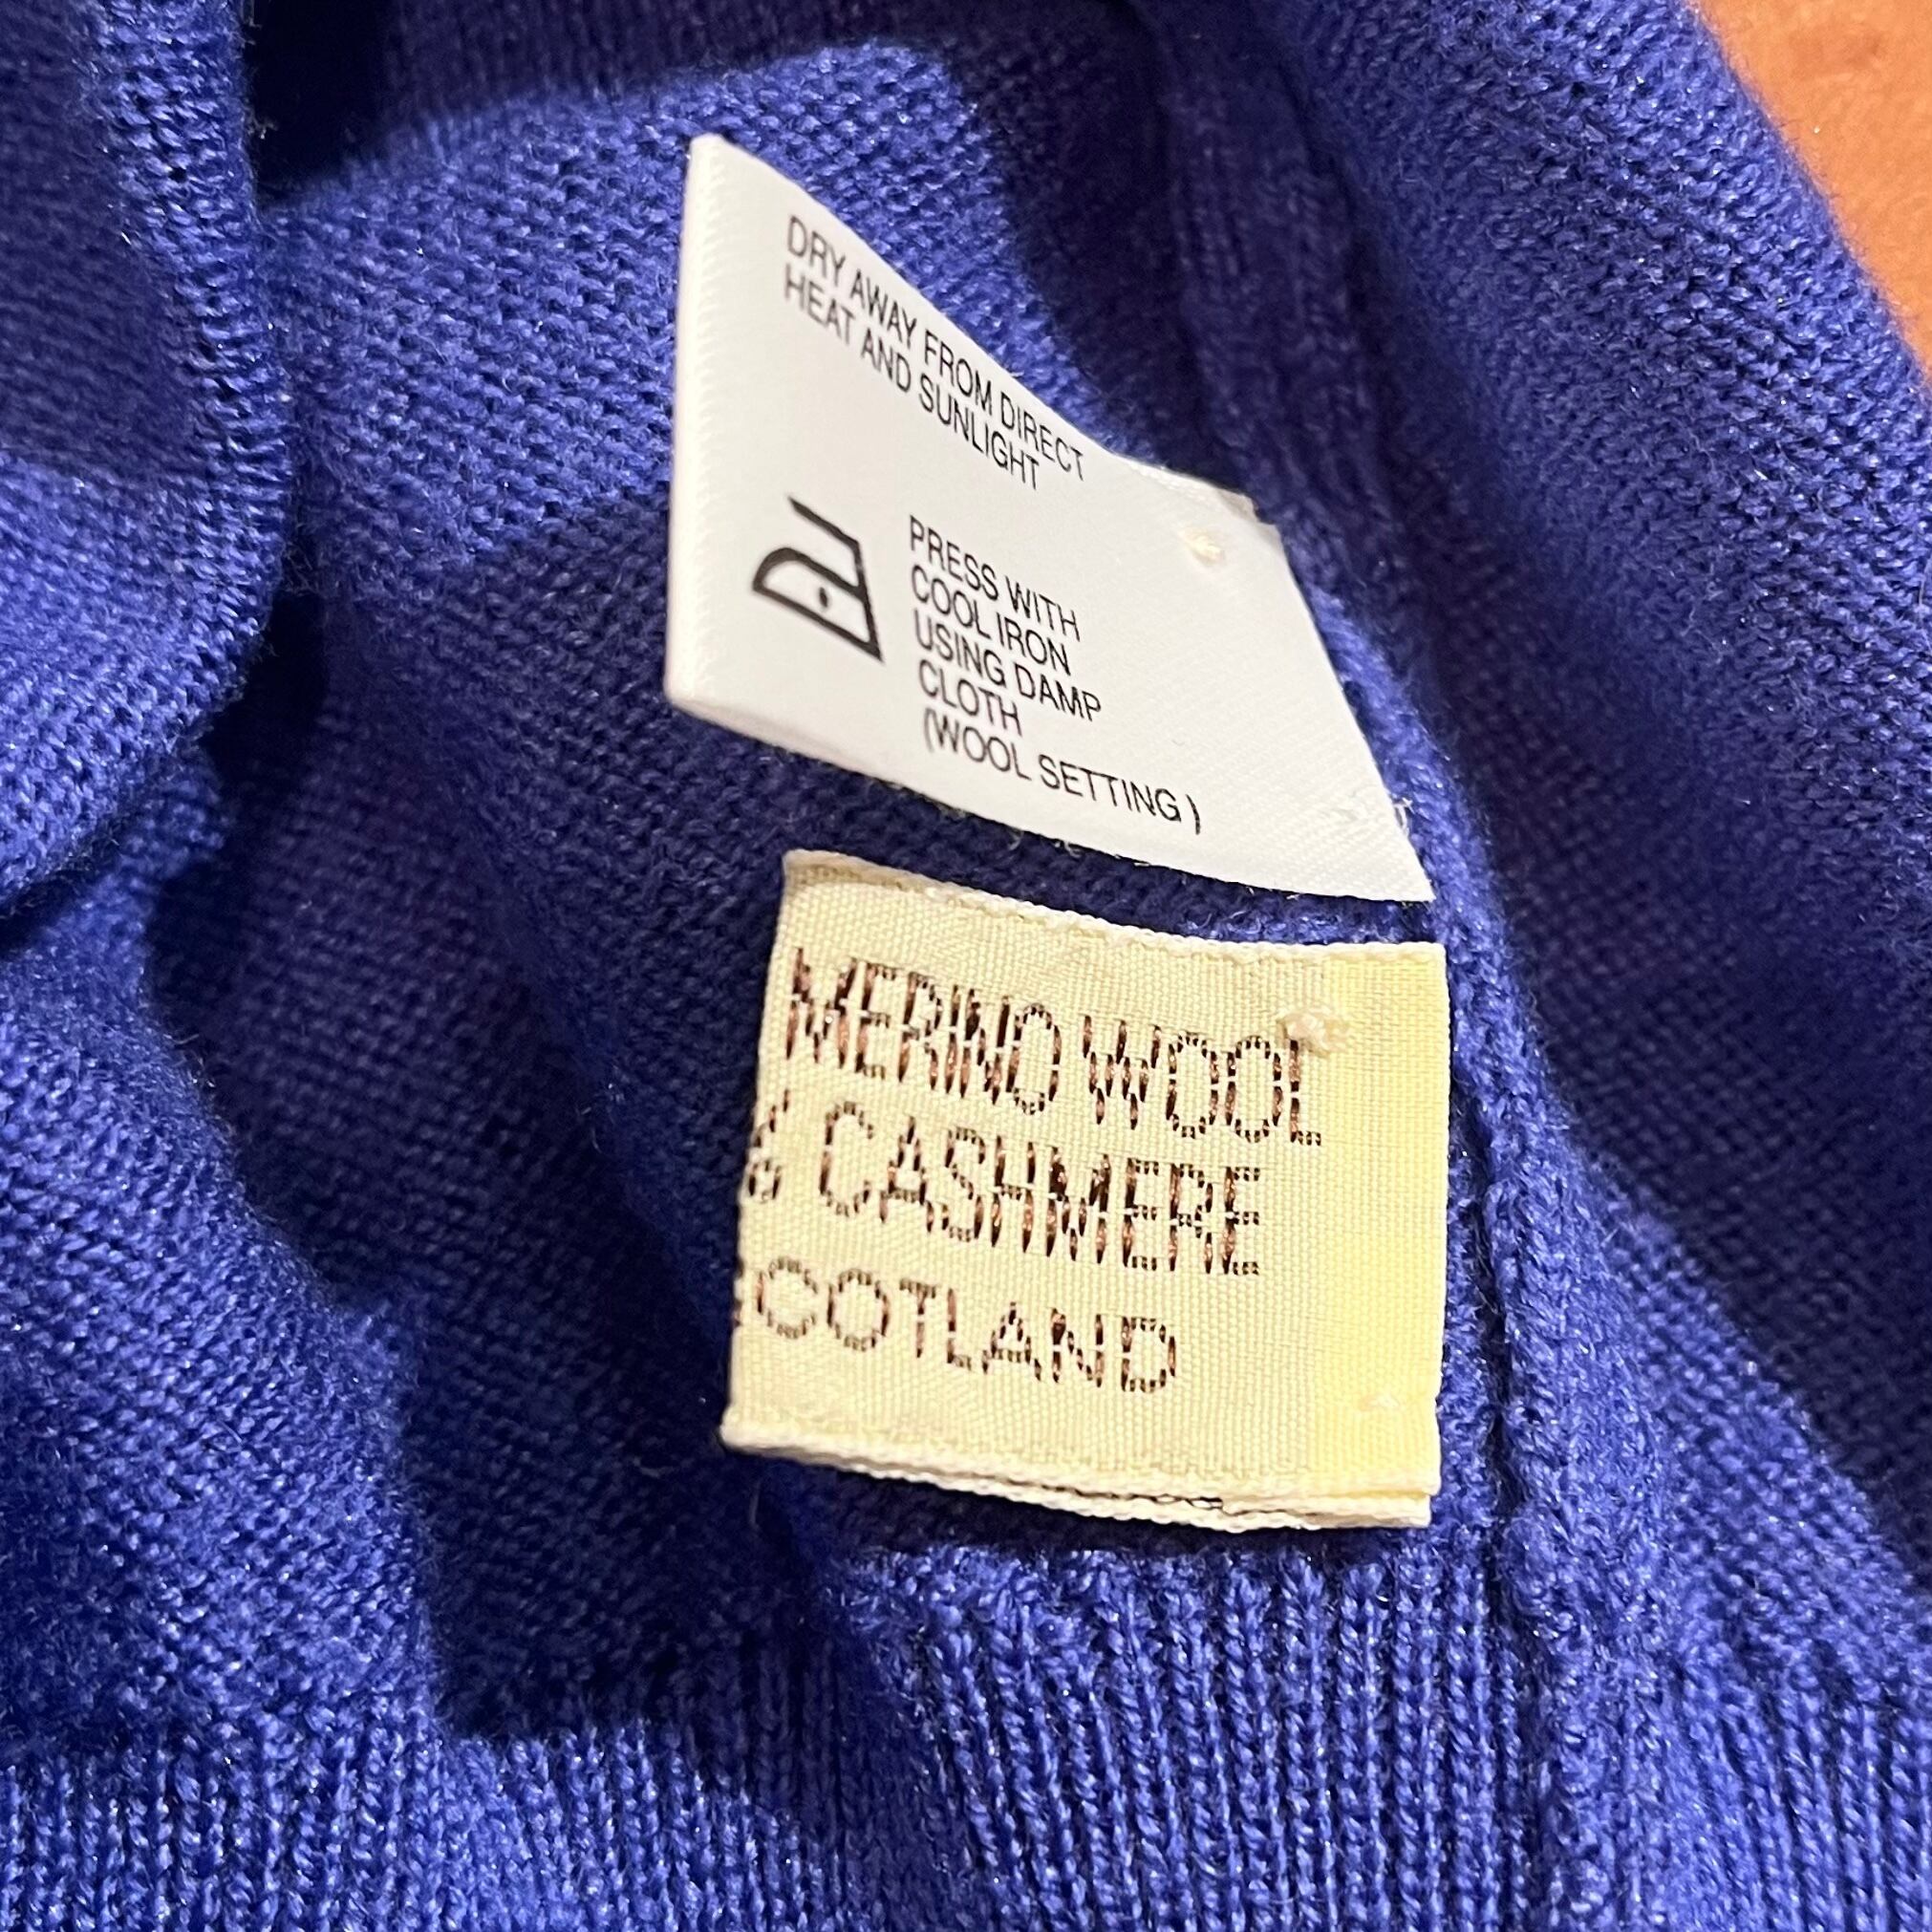 DRY AWAY FROM DIRECT
HEAT AND SUNLIGHT
PRESS WITH
COOL IRON
USING DAMP
CLOTH
(WOOL SETTING)
MERINO WOOL
% CASHMERE
SCOTLAND